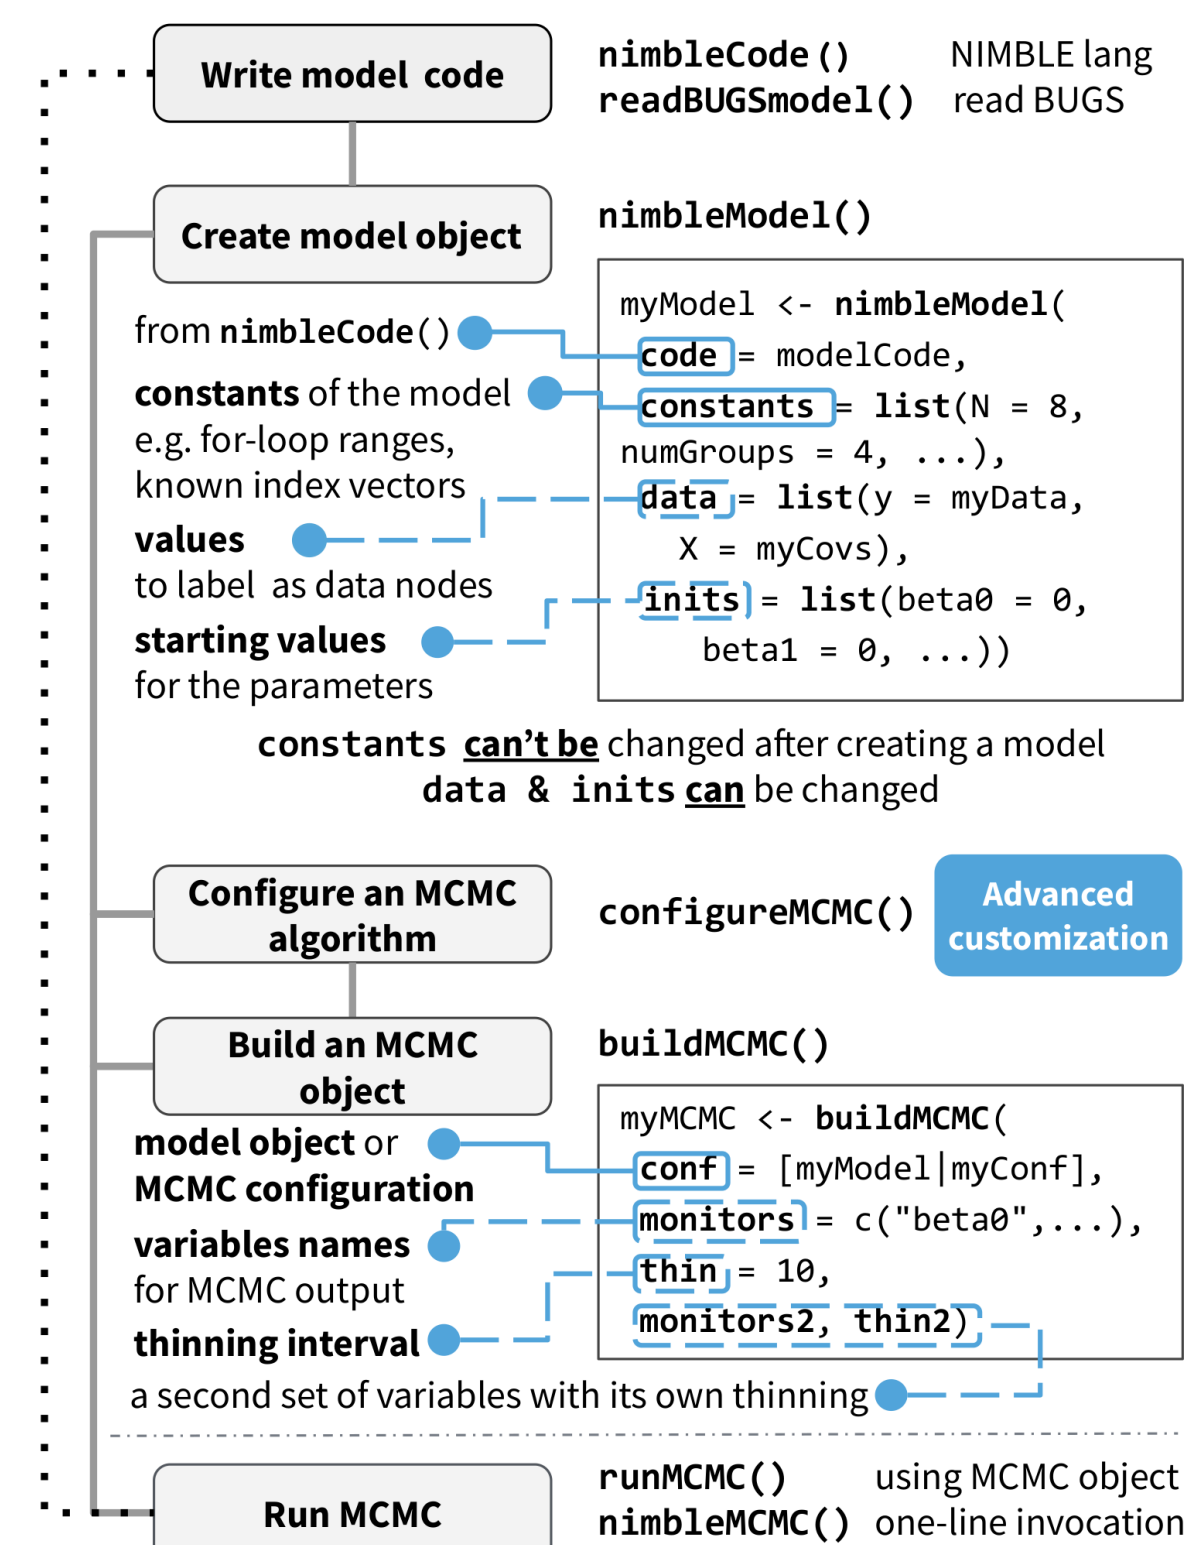 Write model code
nimbleCode() NIMBLE lang
readBUGSmodel() read BUGS
Create model object
nimbleModel()
from nimbleCode()
constants of the model
e.g. for-loop ranges,
known index vectors
values
to label as data nodes
starting values
for the parameters
myModel <- nimbleModel(
code = modelCode,
constants = list(N = 8,
numGroups = 4, ...),
data = list(y = myData,
X = myCovs),
inits = list(beta0 = 0,
beta1 = 0, ...))
constants can't be changed after creating a model
data & inits can be changed
Configure an MCMC
algorithm
configureMCMC()
Advanced
customization
Build an MCMC
object
buildMCMC()
model object or
MCMC configuration
variables names
for MCMC output
thinning interval
myMCMC <- buildMCMC(
conf = [myModel|myConf],
monitors = c("beta0",...),
thin = 10,
monitors2, thin2)
a second set of variables with its own thinning
Run MCMC
runMCMC() using MCMC object
nimbleMCMC() one-line invocation